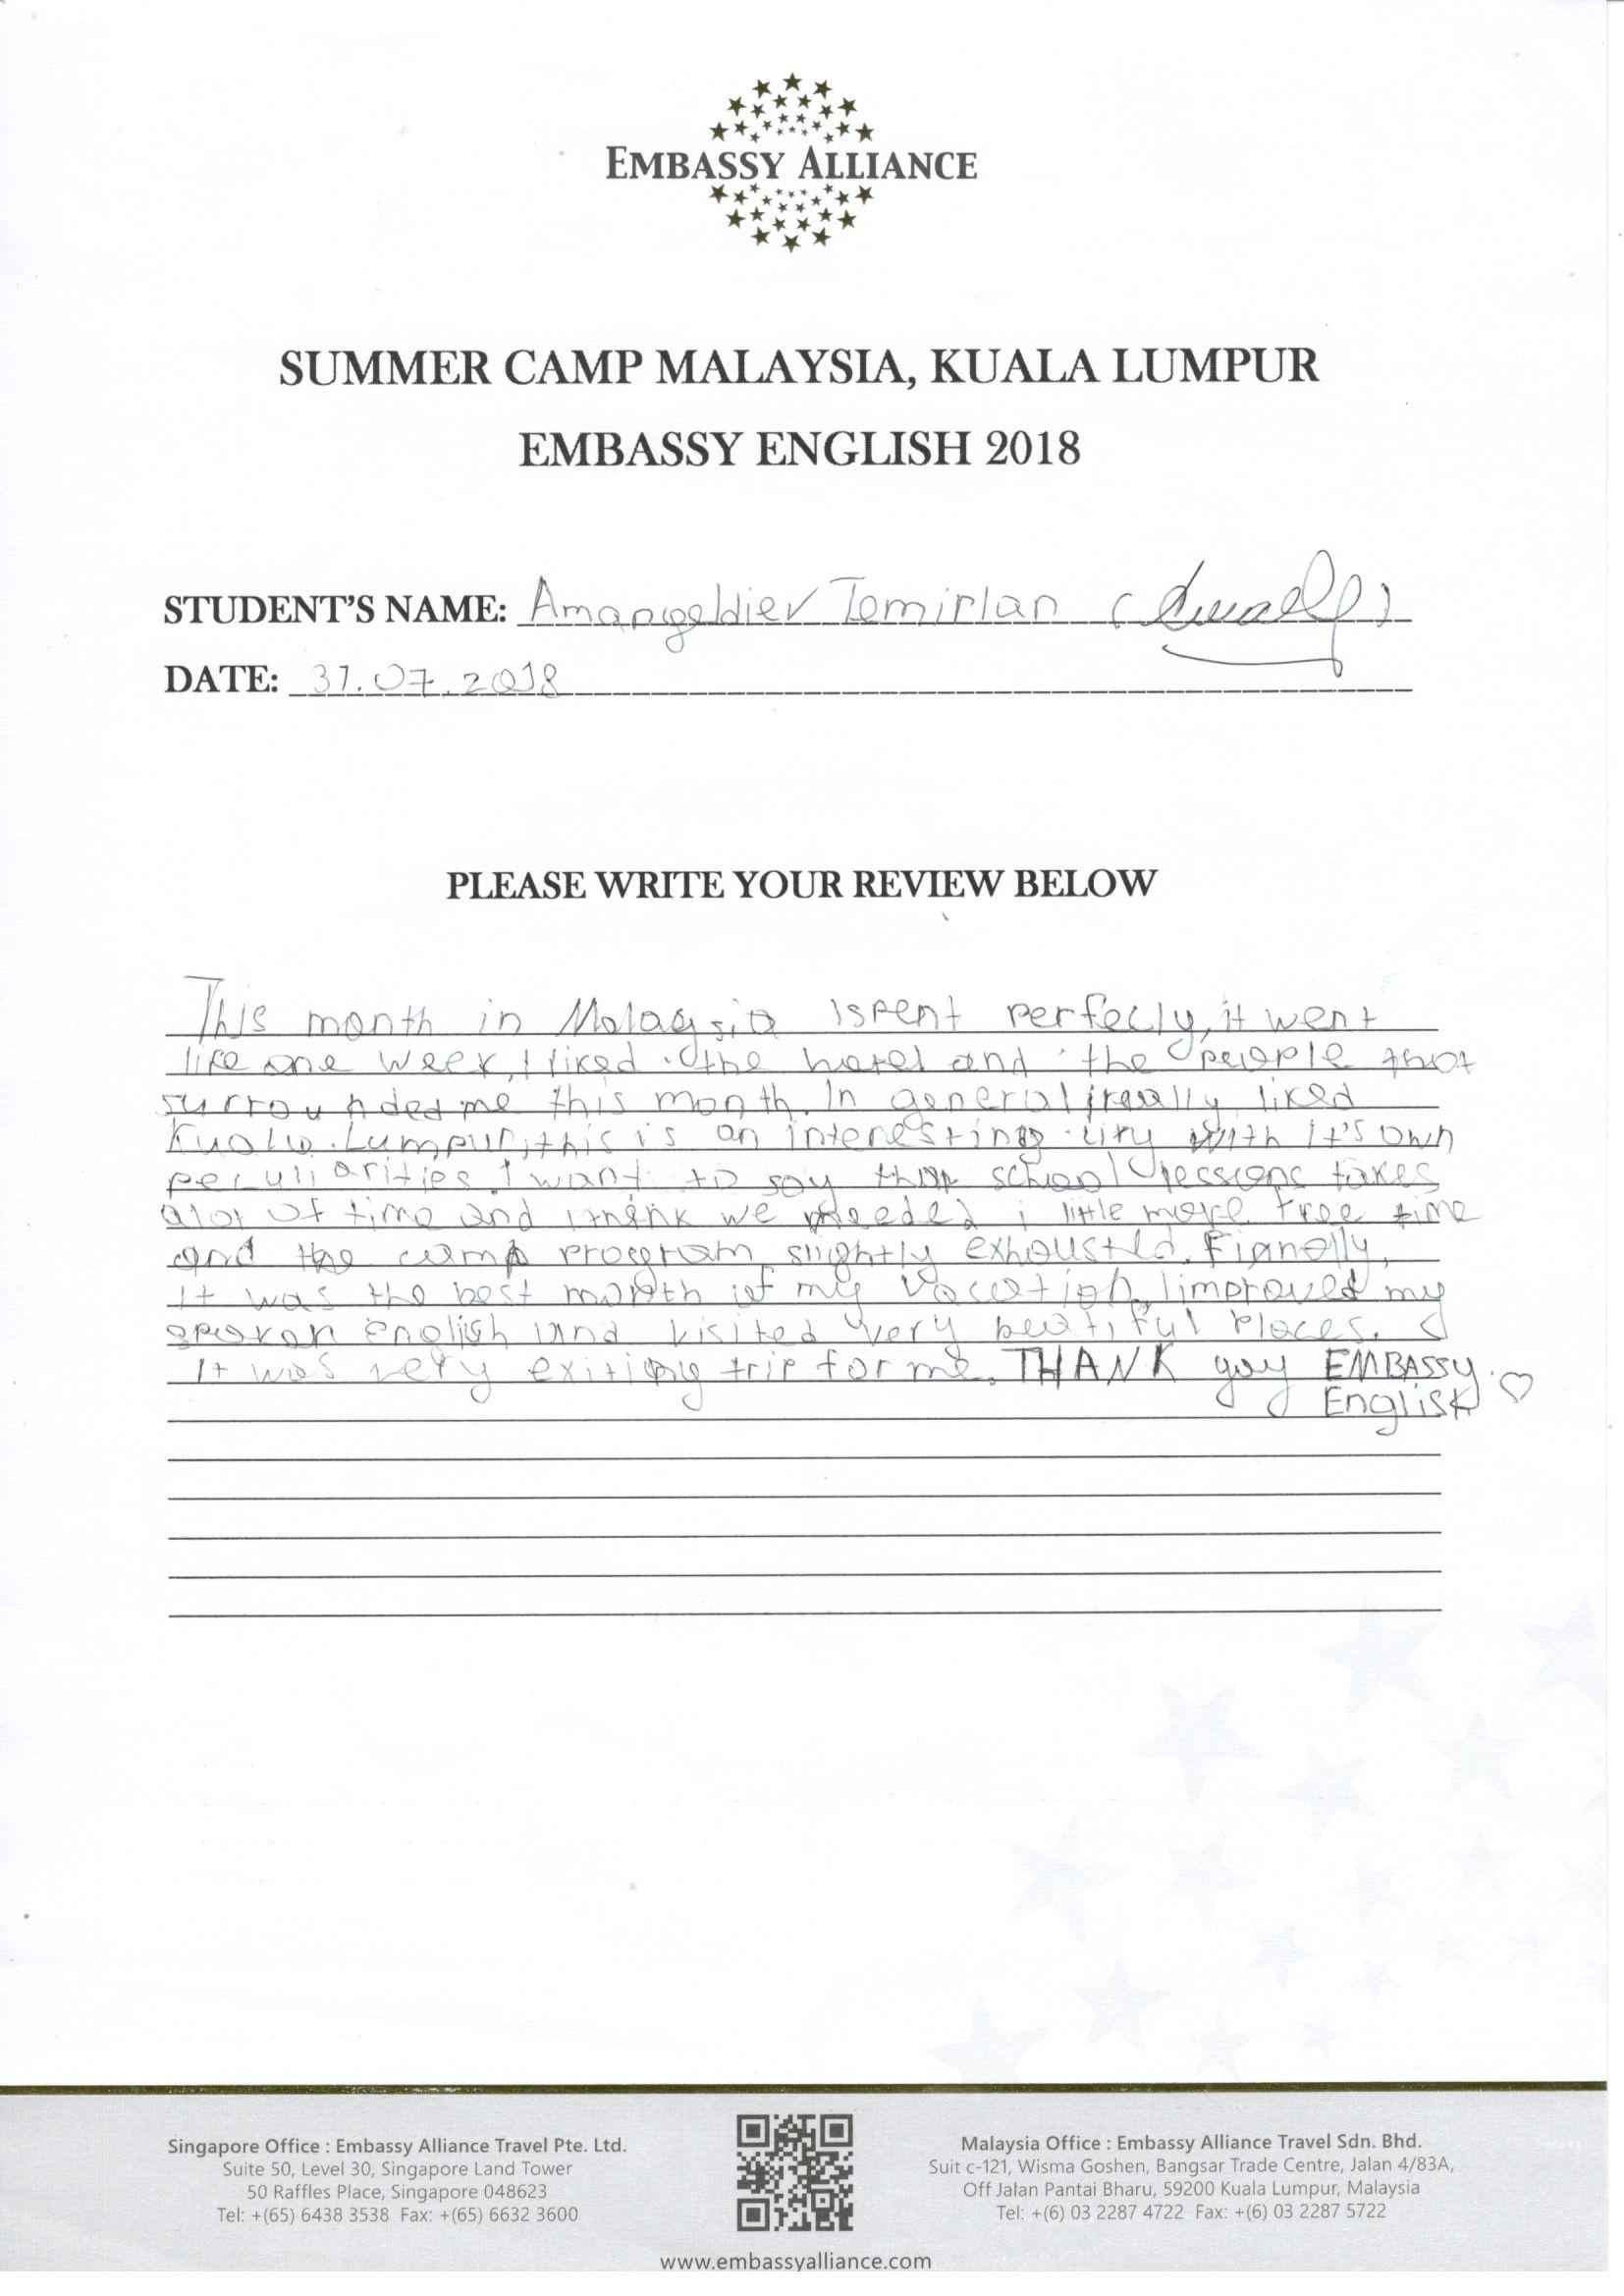 EMBASSY ALLIANCE
SUMMER CAMP MALAYSIA, KUALA LUMPUR
EMBASSY ENGLISH 2018
STUDENT'S NAME: Amangeldiev Temirlan
DATE: 31.07.2018
PLEASE WRITE YOUR REVIEW BELOW
This month in Malaysia I spent perfecly, it went
like one week, I liked the hotel and the people that
surrounded me this month. In general I really liked
Kuala Lumpur, this is an interesting city with it's own
peculiarities. I want to say that school lessons takes
alot of time and I think we needed little more free time
and the camp program slightly exhausted. Finnally,
it was the best month of my vacation, I improved my
spoken english and visited very beatiful places.
It was very exiting trip for me. THANK yoy EMBASSY
English ♡
Singapore Office : Embassy Alliance Travel Pte. Ltd.
Suite 50, Level 30, Singapore Land Tower
50 Raffles Place, Singapore 048623
Tel: +(65) 6438 3538 Fax: +(65) 6632 3600
Malaysia Office : Embassy Alliance Travel Sdn. Bhd.
Suit c-121, Wisma Goshen, Bangsar Trade Centre, Jalan 4/83A,
Off Jalan Pantai Bharu, 59200 Kuala Lumpur, Malaysia
Tel: +(6) 03 2287 4722 Fax: +(6) 03 2287 5722
www.embassyalliance.com